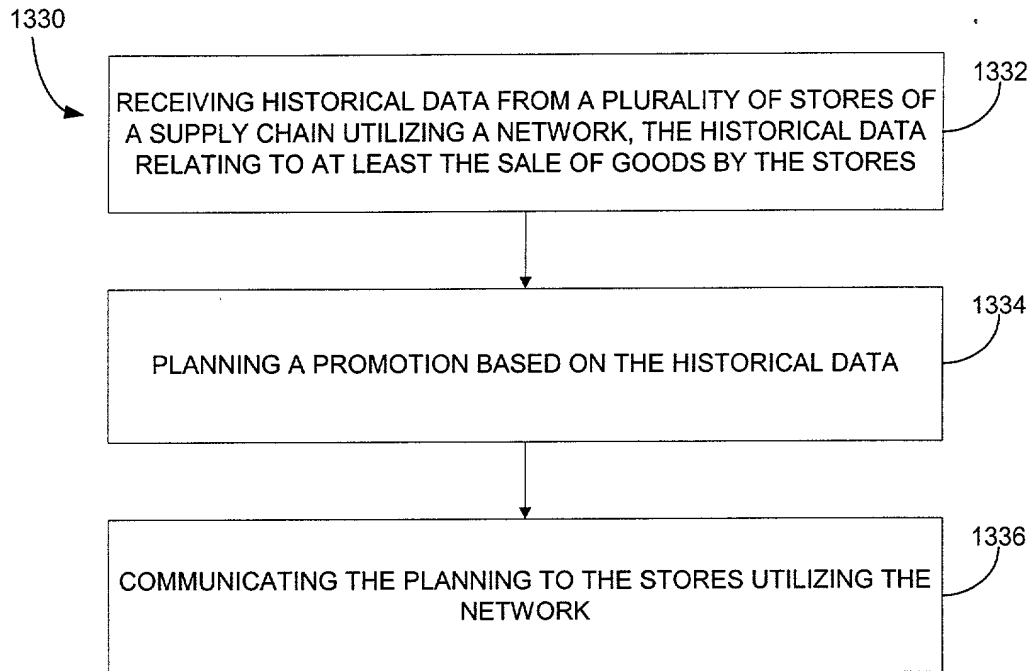 1330
1332
RECEIVING HISTORICAL DATA FROM A PLURALITY OF STORES OF
A SUPPLY CHAIN UTILIZING A NETWORK, THE HISTORICAL DATA
RELATING TO AT LEAST THE SALE OF GOODS BY THE STORES
1334
PLANNING A PROMOTION BASED ON THE HISTORICAL DATA
1336
COMMUNICATING THE PLANNING TO THE STORES UTILIZING THE
NETWORK